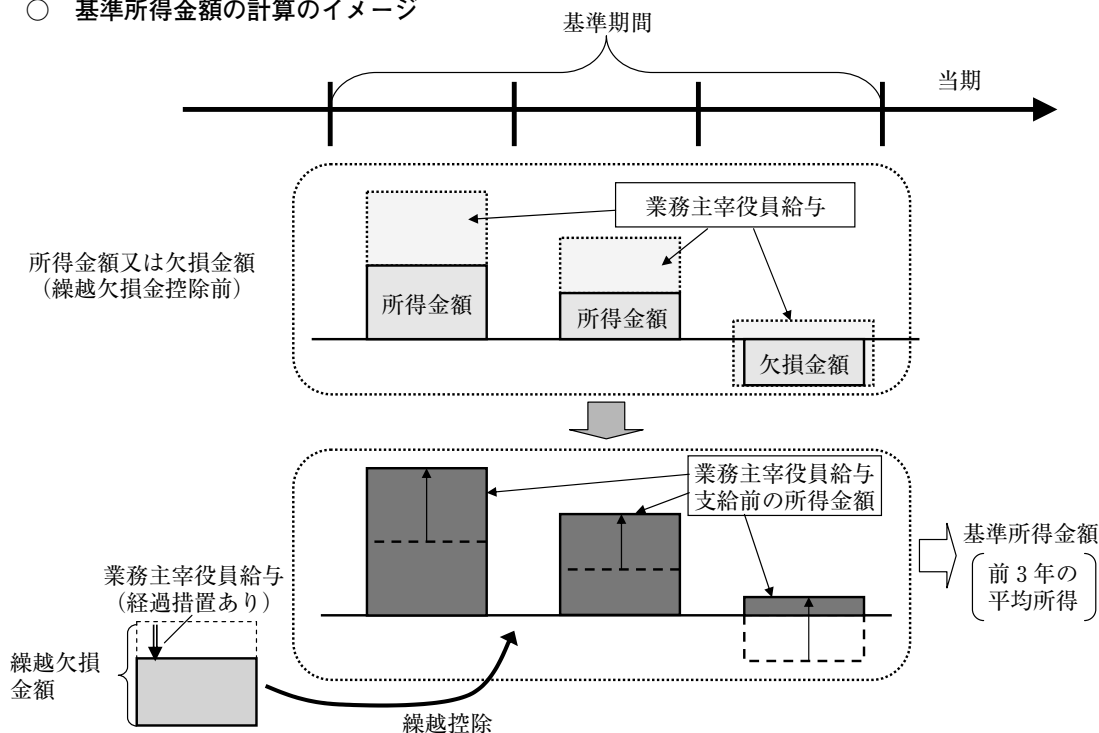 ○ 基準所得金額の計算のイメージ
基準期間
当期
業務主宰役員給与
所得金額又は欠損金額
（繰越欠損金控除前）
所得金額
所得金額
欠損金額
業務主宰役員給与
支給前の所得金額
基準所得金額
前３年の
平均所得
業務主宰役員給与
（経過措置あり）
繰越欠損
金額
繰越控除